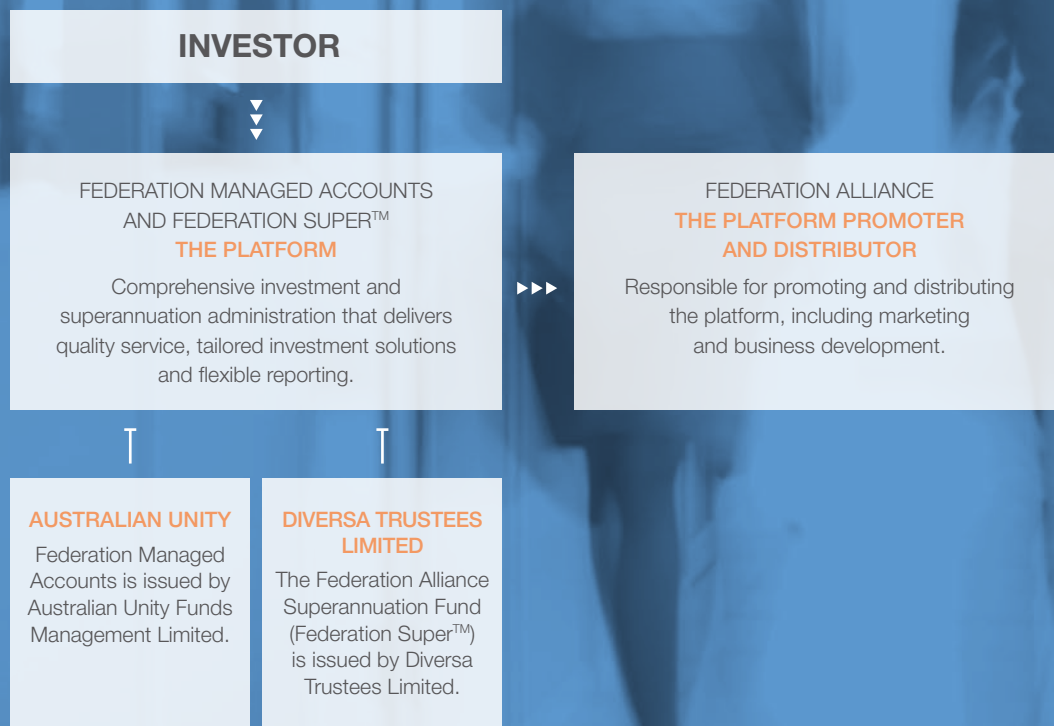 INVESTOR
FEDERATION MANAGED ACCOUNTS
AND FEDERATION SUPER™
THE PLATFORM
Comprehensive investment and
superannuation administration that delivers
quality service, tailored investment solutions
and flexible reporting.
FEDERATION ALLIANCE
THE PLATFORM PROMOTER
AND DISTRIBUTOR
Responsible for promoting and distributing
the platform, including marketing
and business development.
AUSTRALIAN UNITY
Federation Managed
Accounts is issued by
Australian Unity Funds
Management Limited.
DIVERSA TRUSTEES
LIMITED
The Federation Alliance
Superannuation Fund
(Federation Super™)
is issued by Diversa
Trustees Limited.